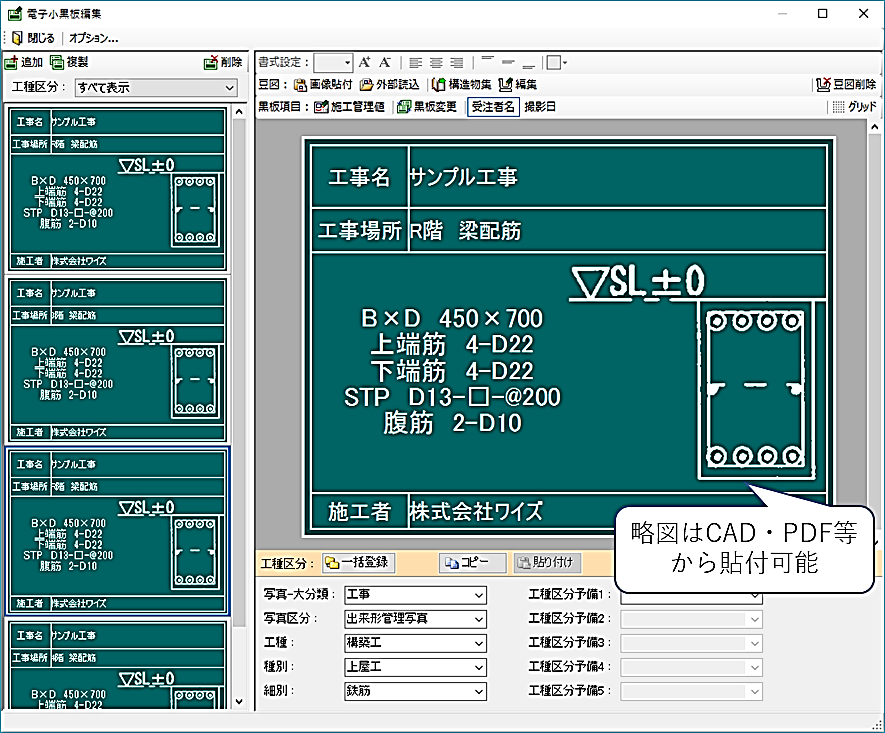 電子小黒板編集
閉じる オプション...
追加 複製 削除
工種区分： すべて表示
工事名 サンプル工事
工事場所 R階 梁配筋
▽SL±0
B×D 450×700
上端筋 4-D22
下端筋 4-D22
STP D13-□-@200
腹筋 2-D10
施工者 株式会社ワイズ
工事名 サンプル工事
工事場所 R階 梁配筋
▽SL±0
B×D 450×700
上端筋 4-D22
下端筋 4-D22
STP D13-□-@200
腹筋 2-D10
施工者 株式会社ワイズ
工事名 サンプル工事
工事場所 R階 梁配筋
▽SL±0
B×D 450×700
上端筋 4-D22
下端筋 4-D22
STP D13-□-@200
腹筋 2-D10
施工者 株式会社ワイズ
工事名 サンプル工事
工事場所 R階 梁配筋
▽SL±0
B×D 450×700
上端筋 4-D22
書式設定： A A
豆図： 画像貼付 外部読込 構造物集 編集 豆図削除
黒板項目： 施工管理値 黒板変更 受注者名 撮影日 グリッド
工事名 サンプル工事
工事場所 R階 梁配筋
▽SL±0
B×D 450×700
上端筋 4-D22
下端筋 4-D22
STP D13-□-@200
腹筋 2-D10
施工者 株式会社ワイズ
略図はCAD・PDF等
から貼付可能
工種区分： 一括登録 コピー 貼り付け
写真-大分類： 工事 工種区分予備1：
写真区分： 出来形管理写真 工種区分予備2：
工種： 構築工 工種区分予備3：
種別： 上屋工 工種区分予備4：
細別： 鉄筋 工種区分予備5：